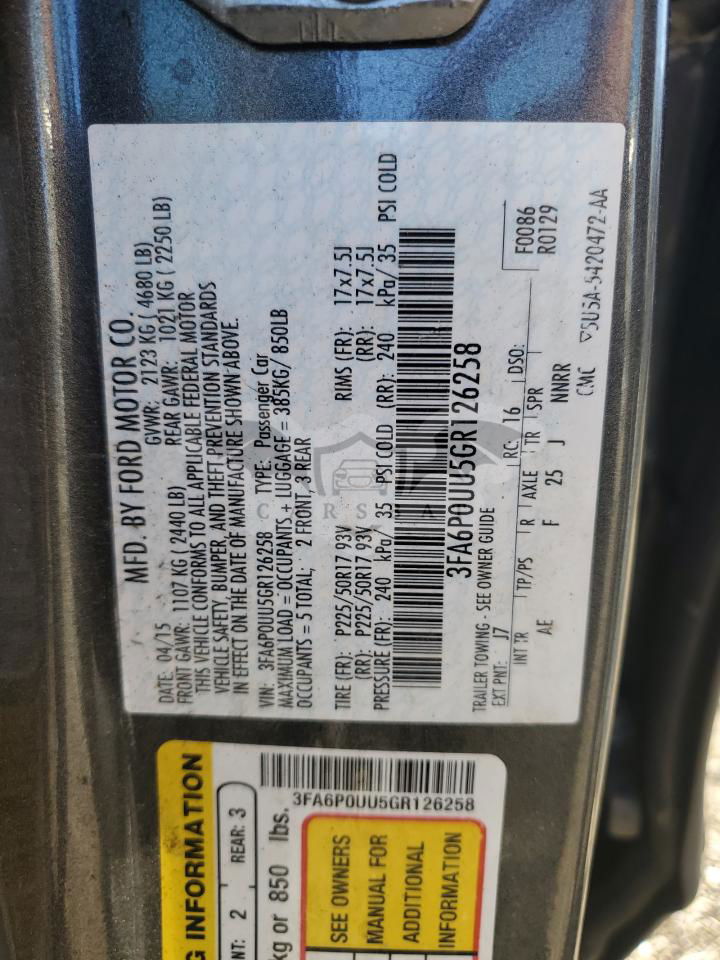 MFD. BY FORD MOTOR CO.
DATE: 04/15 GVWR: 2123 KG ( 4680 LB)
FRONT GAWR: 1107 KG ( 2440 LB) REAR GAWR: 1021 KG ( 2250 LB)
THIS VEHICLE CONFORMS TO ALL APPLICABLE FEDERAL MOTOR
VEHICLE SAFETY, BUMPER, AND THEFT PREVENTION STANDARDS
IN EFFECT ON THE DATE OF MANUFACTURE SHOWN ABOVE.
VIN: 3FA6P0UU5GR126258 TYPE: Passenger Car
MAXIMUM LOAD = OCCUPANTS + LUGGAGE = 385KG/ 850LB
OCCUPANTS = 5 TOTAL; 2 FRONT, 3 REAR
TIRE (FR): P225/50R17 93V RIMS (FR): 17x7.5J
(RR): P225/50R17 93V (RR): 17x7.5J
PRESSURE (FR): 240 kPa/ 35 PSI COLD (RR): 240 kPa/ 35 PSI COLD
3FA6P0UU5GR126258
TRAILER TOWING - SEE OWNER GUIDE
EXT PNT: J7 RC: 16 DSO: F0086
R0129
INT TR TP/PS R AXLE TR SPR
AE F 25 J NNRR
CMC ▽5U5A-5420472-AA
3FA6P0UU5GR126258
G INFORMATION
NT: 2 REAR: 3
kg or 850 lbs.
SEE OWNERS
MANUAL FOR
ADDITIONAL
INFORMATION